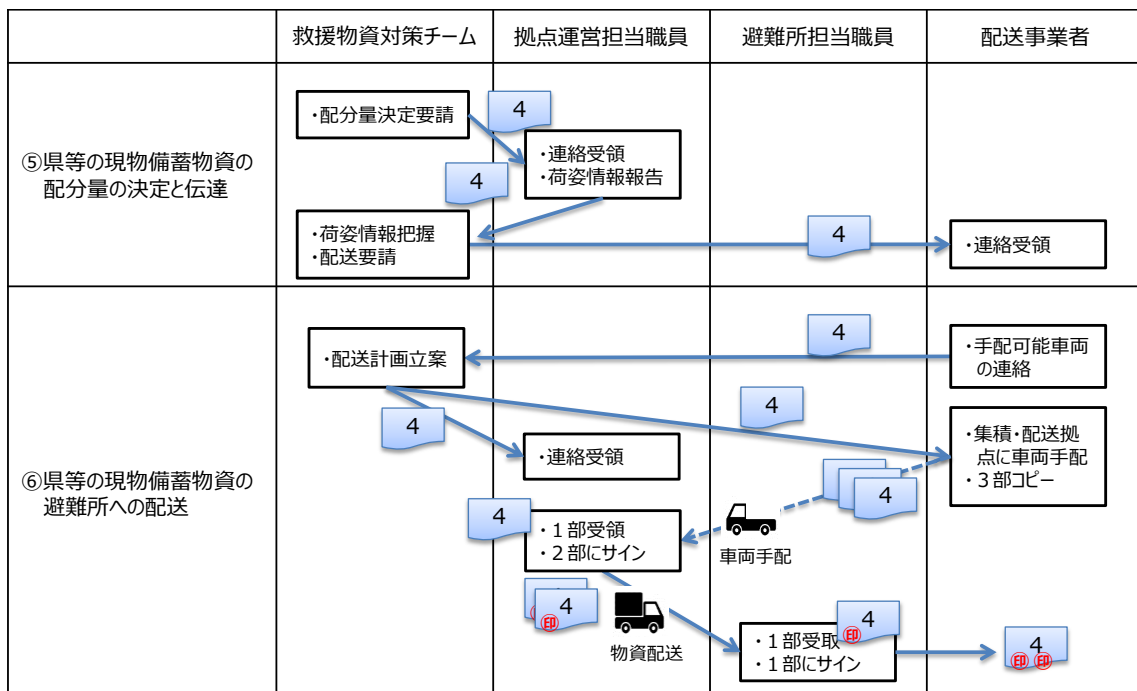 救援物資対策チーム
拠点運営担当職員
避難所担当職員
配送事業者
⑤県等の現物備蓄物資の
配分量の決定と伝達
・配分量決定要請
4
・連絡受領
・荷姿情報報告
4
・荷姿情報把握
・配送要請
4
・連絡受領
⑥県等の現物備蓄物資の
避難所への配送
・配送計画立案
4
・手配可能車両
の連絡
4
4
・連絡受領
・集積・配送拠
点に車両手配
・３部コピー
4
車両手配
4
・１部受領
・２部にサイン
4
印
印
物資配送
4
印
・１部受取
・１部にサイン
4
印 印